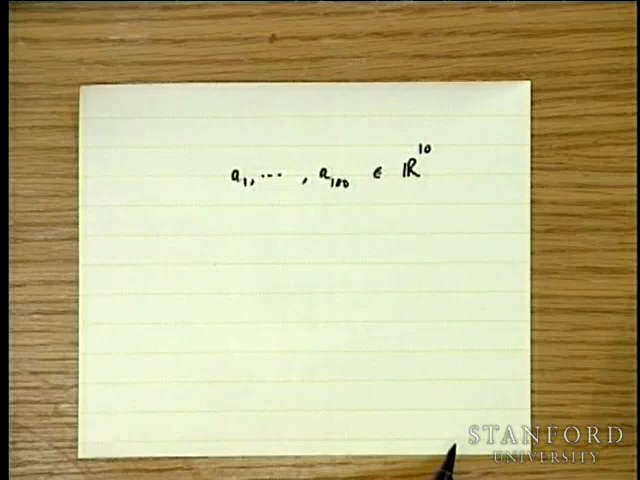 a₁, ··· , a₁₀₀ ∈ ℝ¹⁰
STANFORD
UNIVERSITY